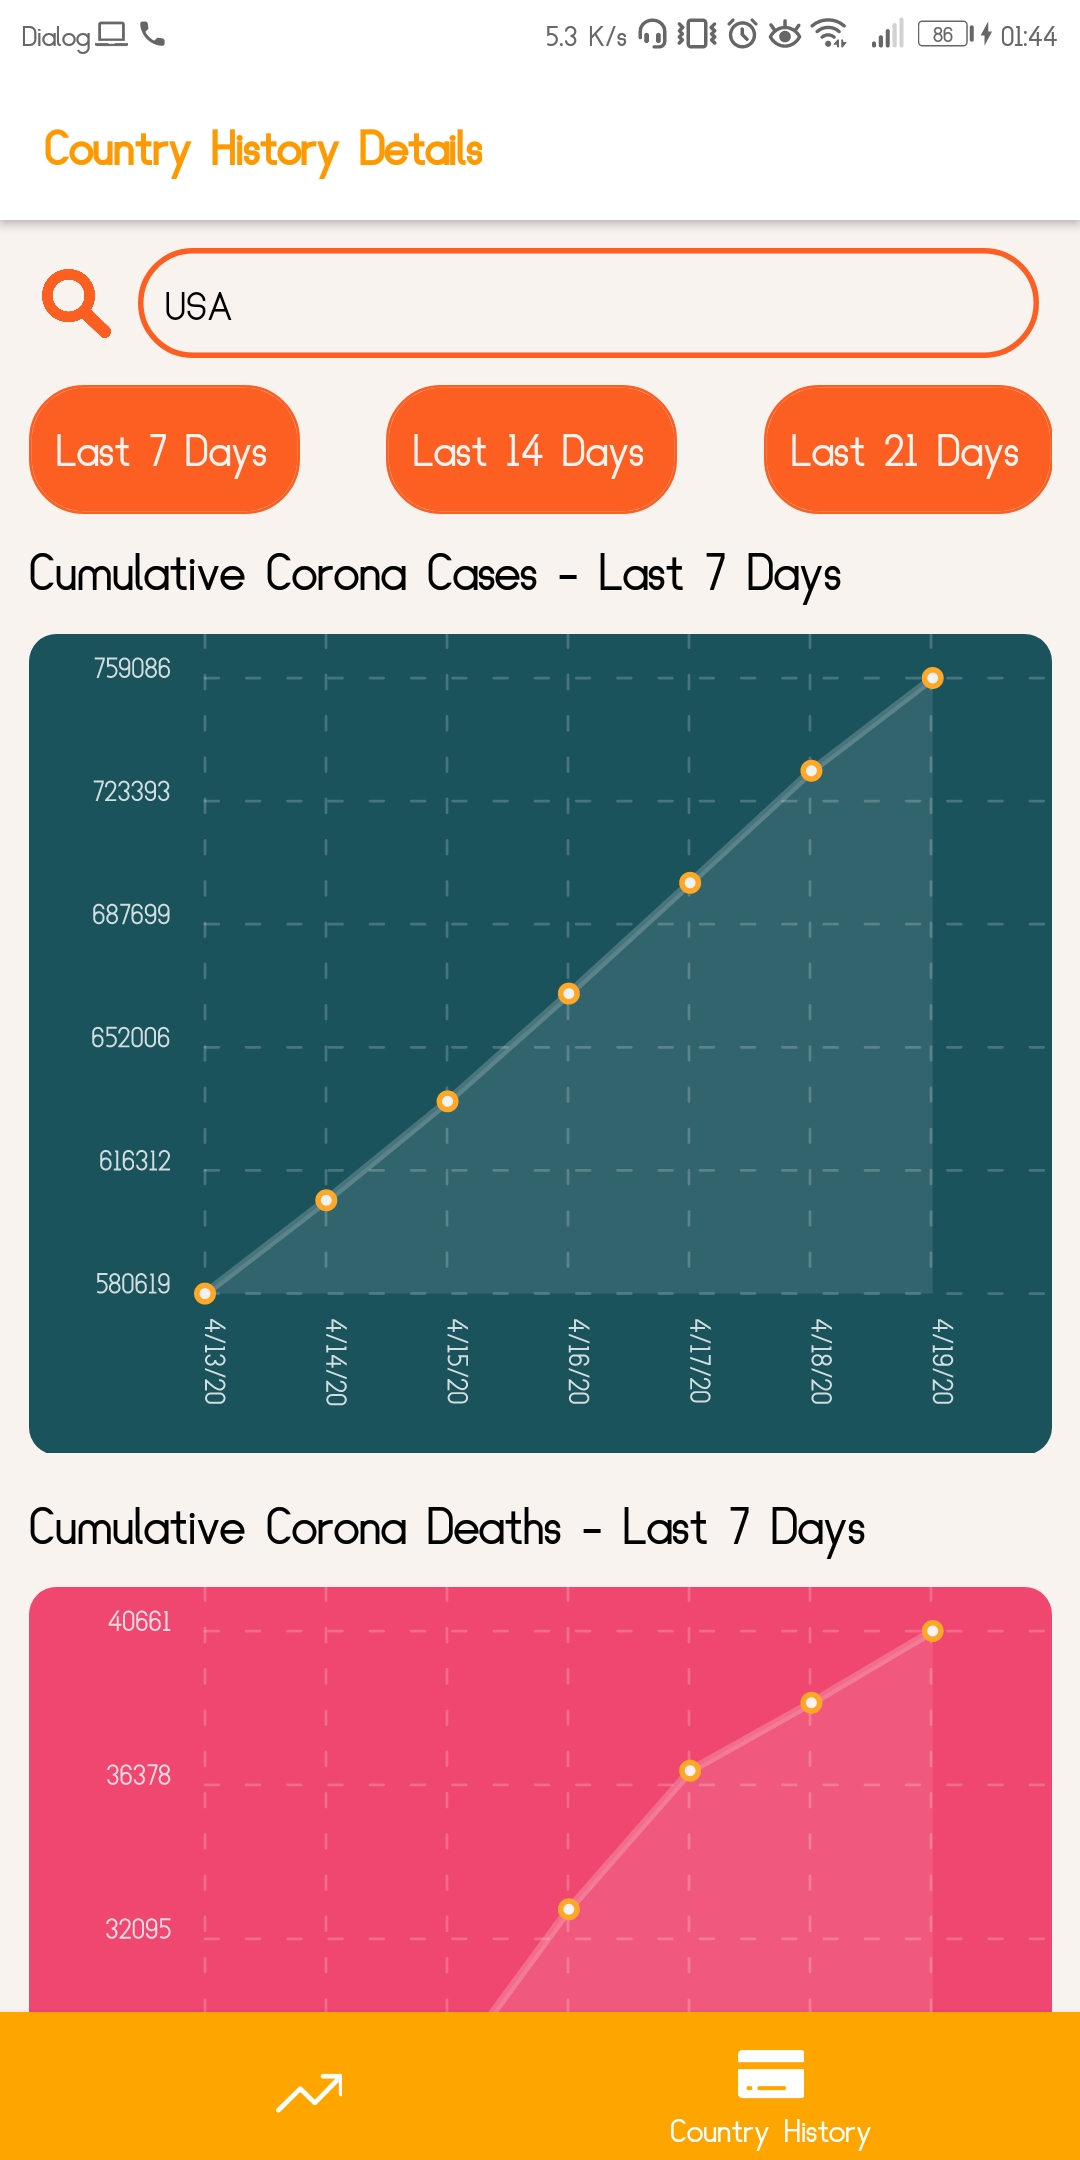 Dialog 5.3 K/s 86 01:44
Country History Details
USA
Last 7 Days Last 14 Days Last 21 Days
Cumulative Corona Cases - Last 7 Days
759086
723393
687699
652006
616312
580619
4/13/20 4/14/20 4/15/20 4/16/20 4/17/20 4/18/20 4/19/20
Cumulative Corona Deaths - Last 7 Days
40661
36378
32095
Country History